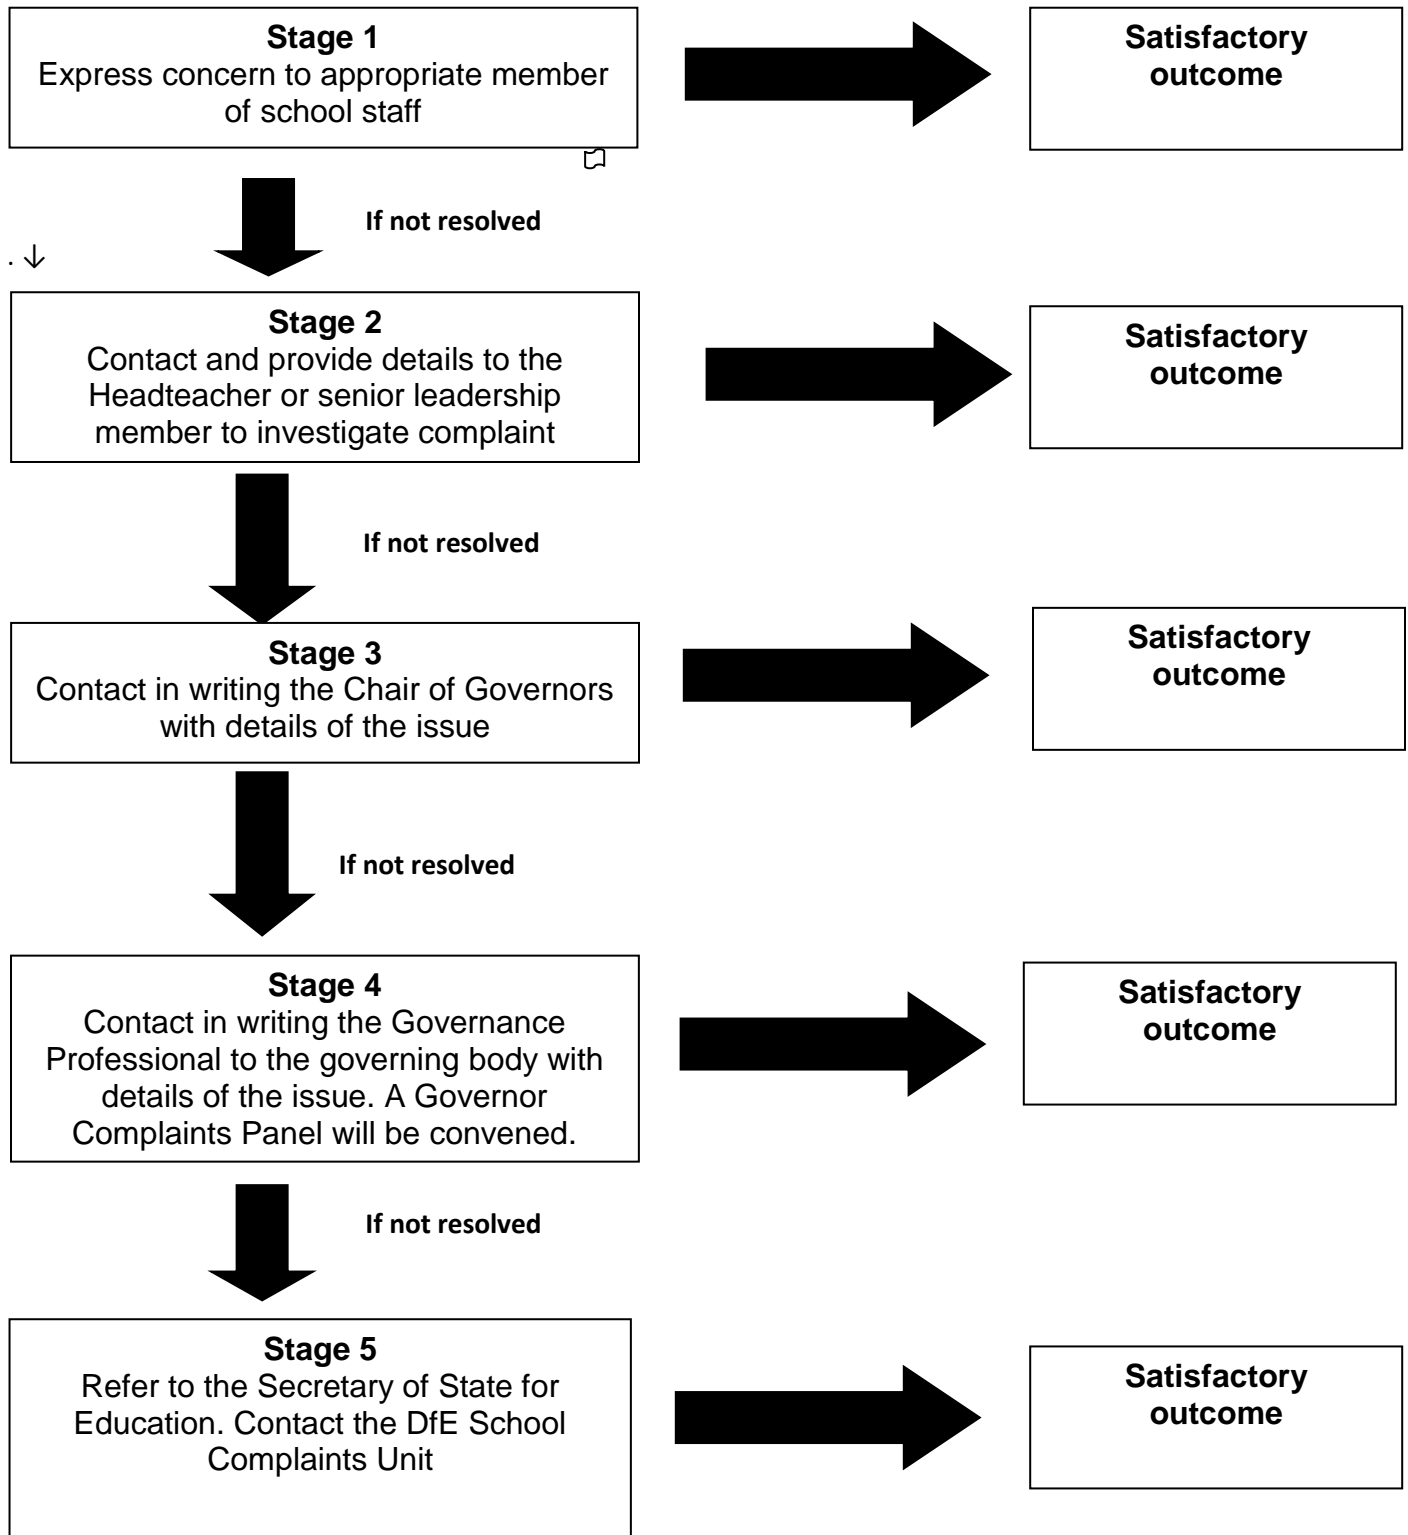 Stage 1
Express concern to appropriate member
of school staff
Satisfactory
outcome
If not resolved
. ↓
Stage 2
Contact and provide details to the
Headteacher or senior leadership
member to investigate complaint
Satisfactory
outcome
If not resolved
Stage 3
Contact in writing the Chair of Governors
with details of the issue
Satisfactory
outcome
If not resolved
Stage 4
Contact in writing the Governance
Professional to the governing body with
details of the issue. A Governor
Complaints Panel will be convened.
Satisfactory
outcome
If not resolved
Stage 5
Refer to the Secretary of State for
Education. Contact the DfE School
Complaints Unit
Satisfactory
outcome